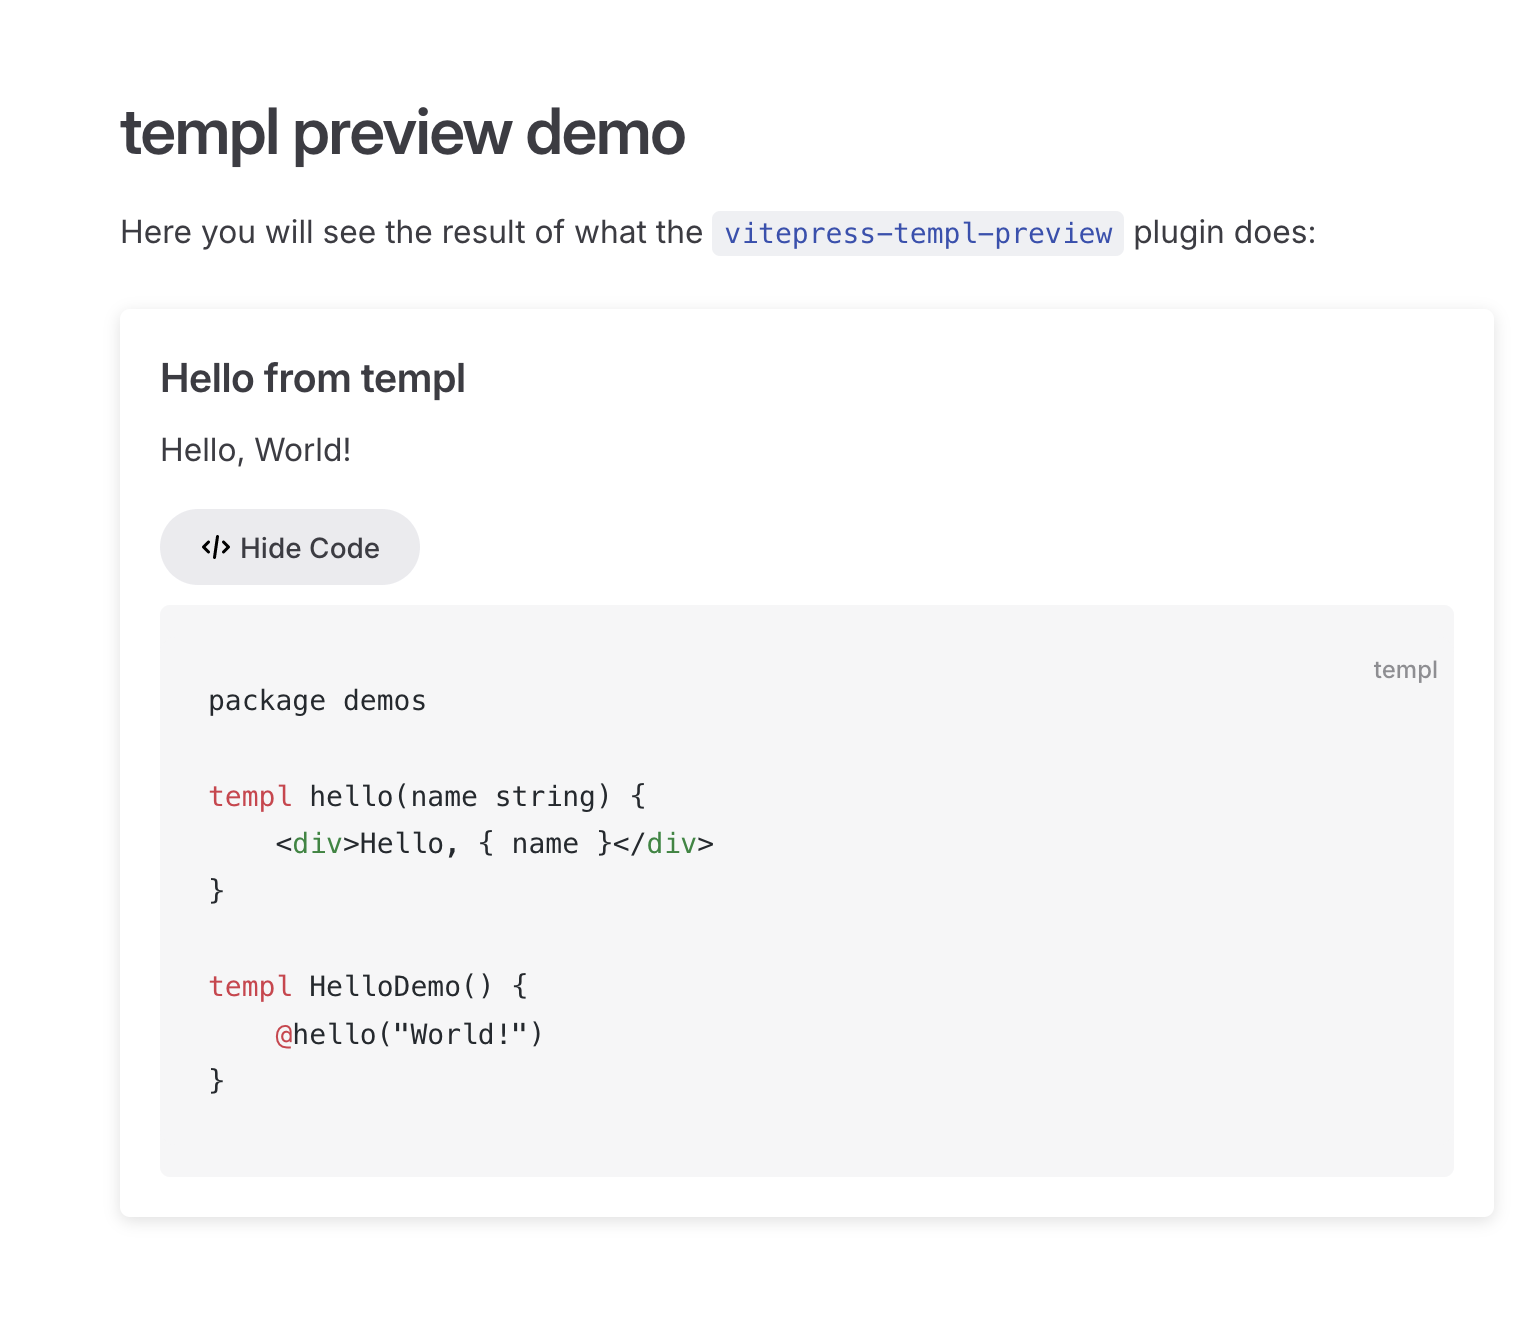 templ preview demo
Here you will see the result of what the vitepress-templ-preview plugin does:
Hello from templ
Hello, World!
</> Hide Code
templ
package demos

templ hello(name string) {
    <div>Hello, { name }</div>
}

templ HelloDemo() {
    @hello("World!")
}